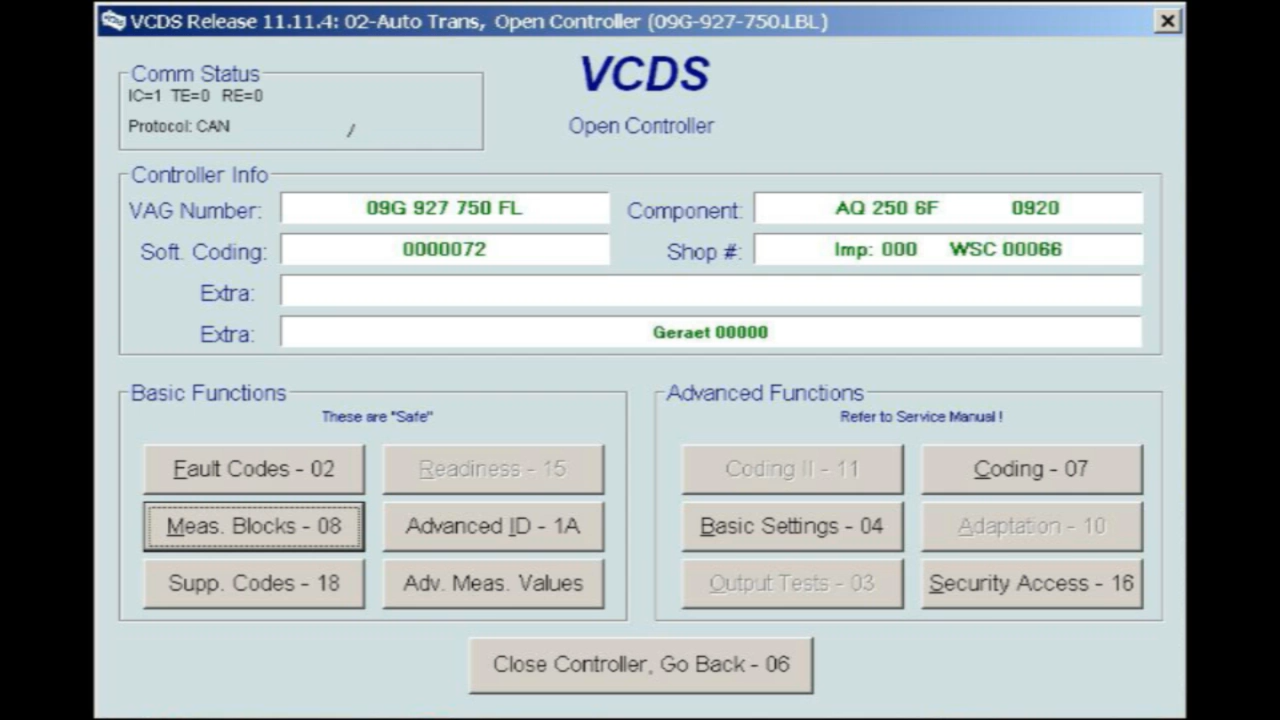 VCDS Release 11.11.4: 02-Auto Trans, Open Controller (09G-927-750.LBL)
Comm Status
IC=1 TE=0 RE=0
Protocol: CAN /
VCDS
Open Controller
Controller Info
VAG Number: 09G 927 750 FL Component: AQ 250 6F 0920
Soft. Coding: 0000072 Shop #: Imp: 000 WSC 00066
Extra:
Extra: Geraet 00000
Basic Functions
These are "Safe"
Fault Codes - 02 Readiness - 15
Meas. Blocks - 08 Advanced ID - 1A
Supp. Codes - 18 Adv. Meas. Values
Advanced Functions
Refer to Service Manual !
Coding II - 11 Coding - 07
Basic Settings - 04 Adaptation - 10
Output Tests - 03 Security Access - 16
Close Controller, Go Back - 06